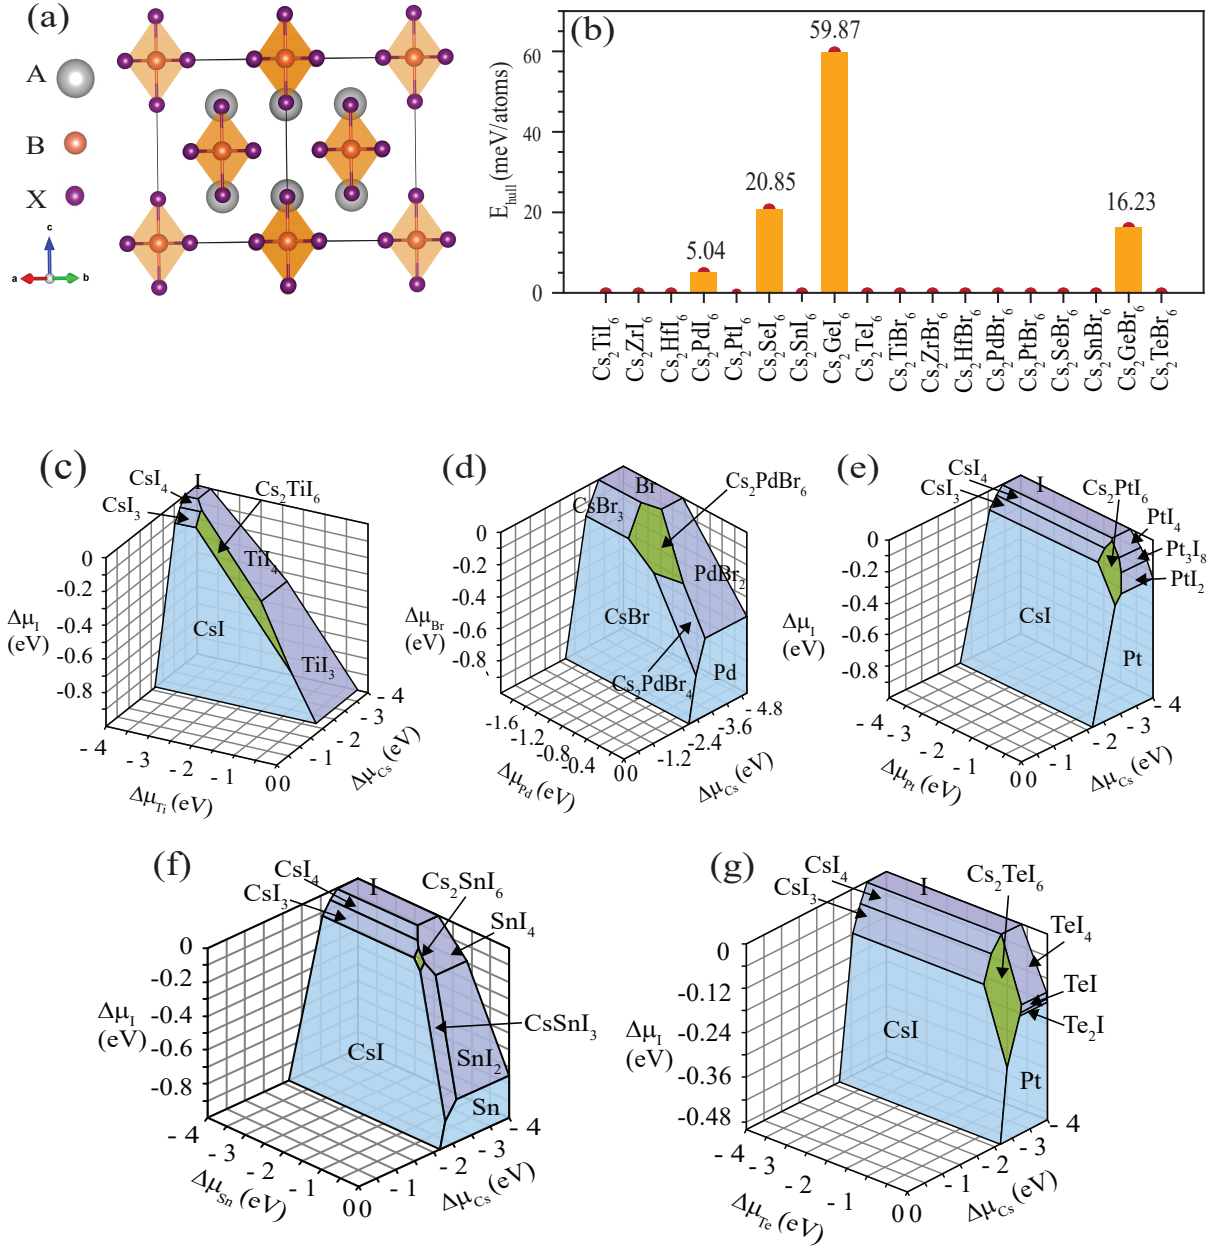 (a)
A
B
X
c
a
b
(b)
E_hull (meV/atoms)
60
40
20
0
5.04
20.85
59.87
16.23
Cs₂TiI₆
Cs₂ZrI₆
Cs₂HfI₆
Cs₂PdI₆
Cs₂PtI₆
Cs₂SeI₆
Cs₂SnI₆
Cs₂GeI₆
Cs₂TeI₆
Cs₂TiBr₆
Cs₂ZrBr₆
Cs₂HfBr₆
Cs₂PdBr₆
Cs₂PtBr₆
Cs₂SeBr₆
Cs₂SnBr₆
Cs₂GeBr₆
Cs₂TeBr₆
(c)
CsI₄
I
Cs₂TiI₆
CsI₃
TiI₄
CsI
TiI₃
0
-0.2
-0.4
-0.6
-0.8
Δμ_I
(eV)
- 4
- 3
- 2
- 1
0
Δμ_Ti (eV)
0
- 1
- 2
- 3
- 4
Δμ_Cs (eV)
(d)
Br
Cs₂PdBr₆
CsBr₃
PdBr₂
CsBr
Cs₂PdBr₄
Pd
0
-0.2
-0.4
-0.6
-0.8
Δμ_Br
(eV)
-1.6
-1.2
-0.8
-0.4
0
Δμ_Pd (eV)
0
-1.2
-2.4
-3.6
- 4.8
Δμ_Cs (eV)
(e)
CsI₄
I
CsI₃
Cs₂PtI₆
PtI₄
Pt₃I₈
PtI₂
CsI
Pt
0
-0.2
-0.4
-0.6
-0.8
Δμ_I
(eV)
- 4
- 3
- 2
- 1
0
Δμ_Pt (eV)
0
- 1
- 2
- 3
- 4
Δμ_Cs (eV)
(f)
CsI₄
I
Cs₂SnI₆
CsI₃
SnI₄
CsSnI₃
CsI
SnI₂
Sn
0
-0.2
-0.4
-0.6
-0.8
Δμ_I
(eV)
- 4
- 3
- 2
- 1
0
Δμ_Sn (eV)
0
- 1
- 2
- 3
- 4
Δμ_Cs (eV)
(g)
CsI₄
I
Cs₂TeI₆
CsI₃
TeI₄
TeI
Te₂I
CsI
Pt
0
-0.12
-0.24
-0.36
-0.48
Δμ_I
(eV)
- 4
- 3
- 2
- 1
0
Δμ_Te (eV)
0
- 1
- 2
- 3
- 4
Δμ_Cs (eV)